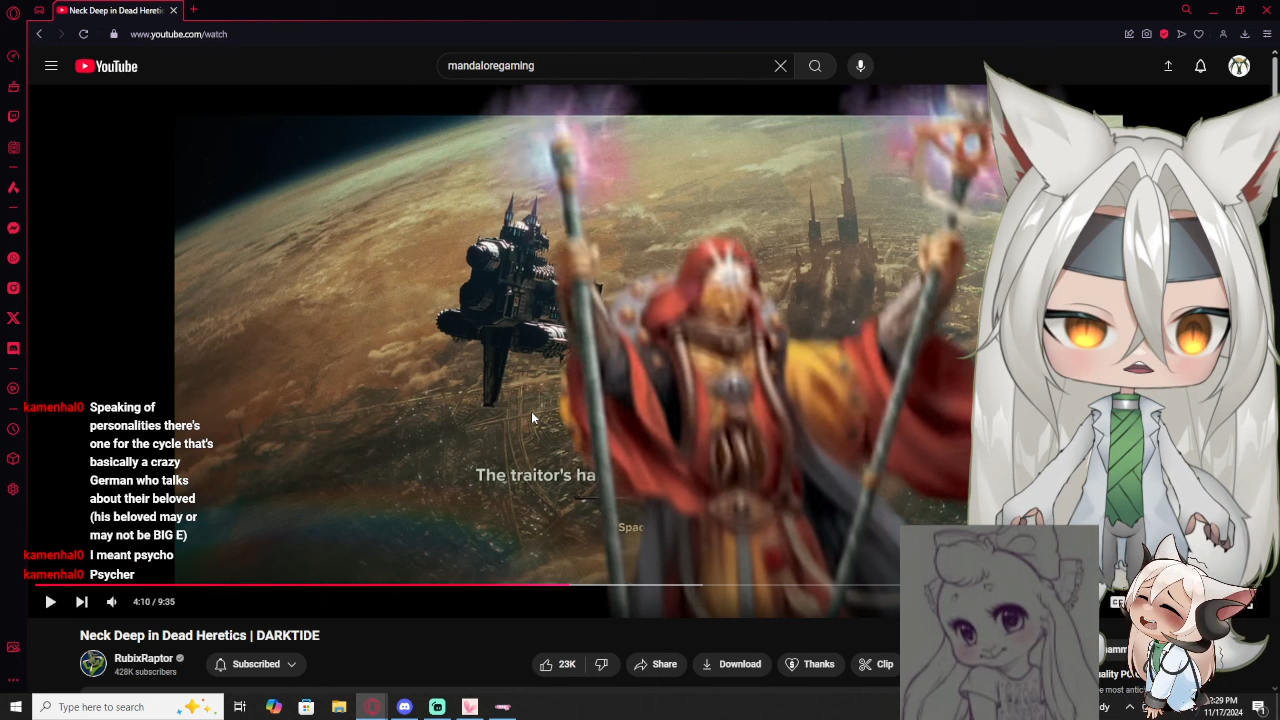 Neck Deep in Dead Heretic
www.youtube.com/watch
YouTube
mandaloregaming
kamenhal0 Speaking of
personalities there's
one for the cycle that's
basically a crazy
German who talks
about their beloved
(his beloved may or
may not be BIG E)
kamenhal0 I meant psycho
kamenhal0 Psycher
The traitor's ha
Spac
4:10 / 9:35
Neck Deep in Dead Heretics | DARKTIDE
RubixRaptor
428K subscribers
Subscribed
23K
Share
Download
Thanks
Clip
Type here to search
11/17/2024